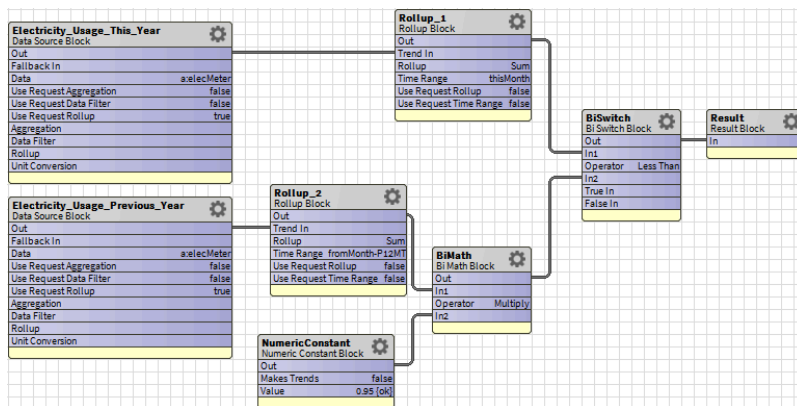 Electricity_Usage_This_Year
Data Source Block
Out
Fallback In
Data a:elecMeter
Use Request Aggregation false
Use Request Data Filter false
Use Request Rollup true
Aggregation
Data Filter
Rollup
Unit Conversion
Rollup_1
Rollup Block
Out
Trend In
Rollup Sum
Time Range thisMonth
Use Request Rollup false
Use Request Time Range false
BiSwitch
Bi Switch Block
Out
In1
Operator Less Than
In2
True In
False In
Result
Result Block
In
Electricity_Usage_Previous_Year
Data Source Block
Out
Fallback In
Data a:elecMeter
Use Request Aggregation false
Use Request Data Filter false
Use Request Rollup true
Aggregation
Data Filter
Rollup
Unit Conversion
Rollup_2
Rollup Block
Out
Trend In
Rollup Sum
Time Range fromMonth-P12MT
Use Request Rollup false
Use Request Time Range false
BiMath
Bi Math Block
Out
In1
Operator Multiply
In2
NumericConstant
Numeric Constant Block
Out
Makes Trends false
Value 0.95 {ok}